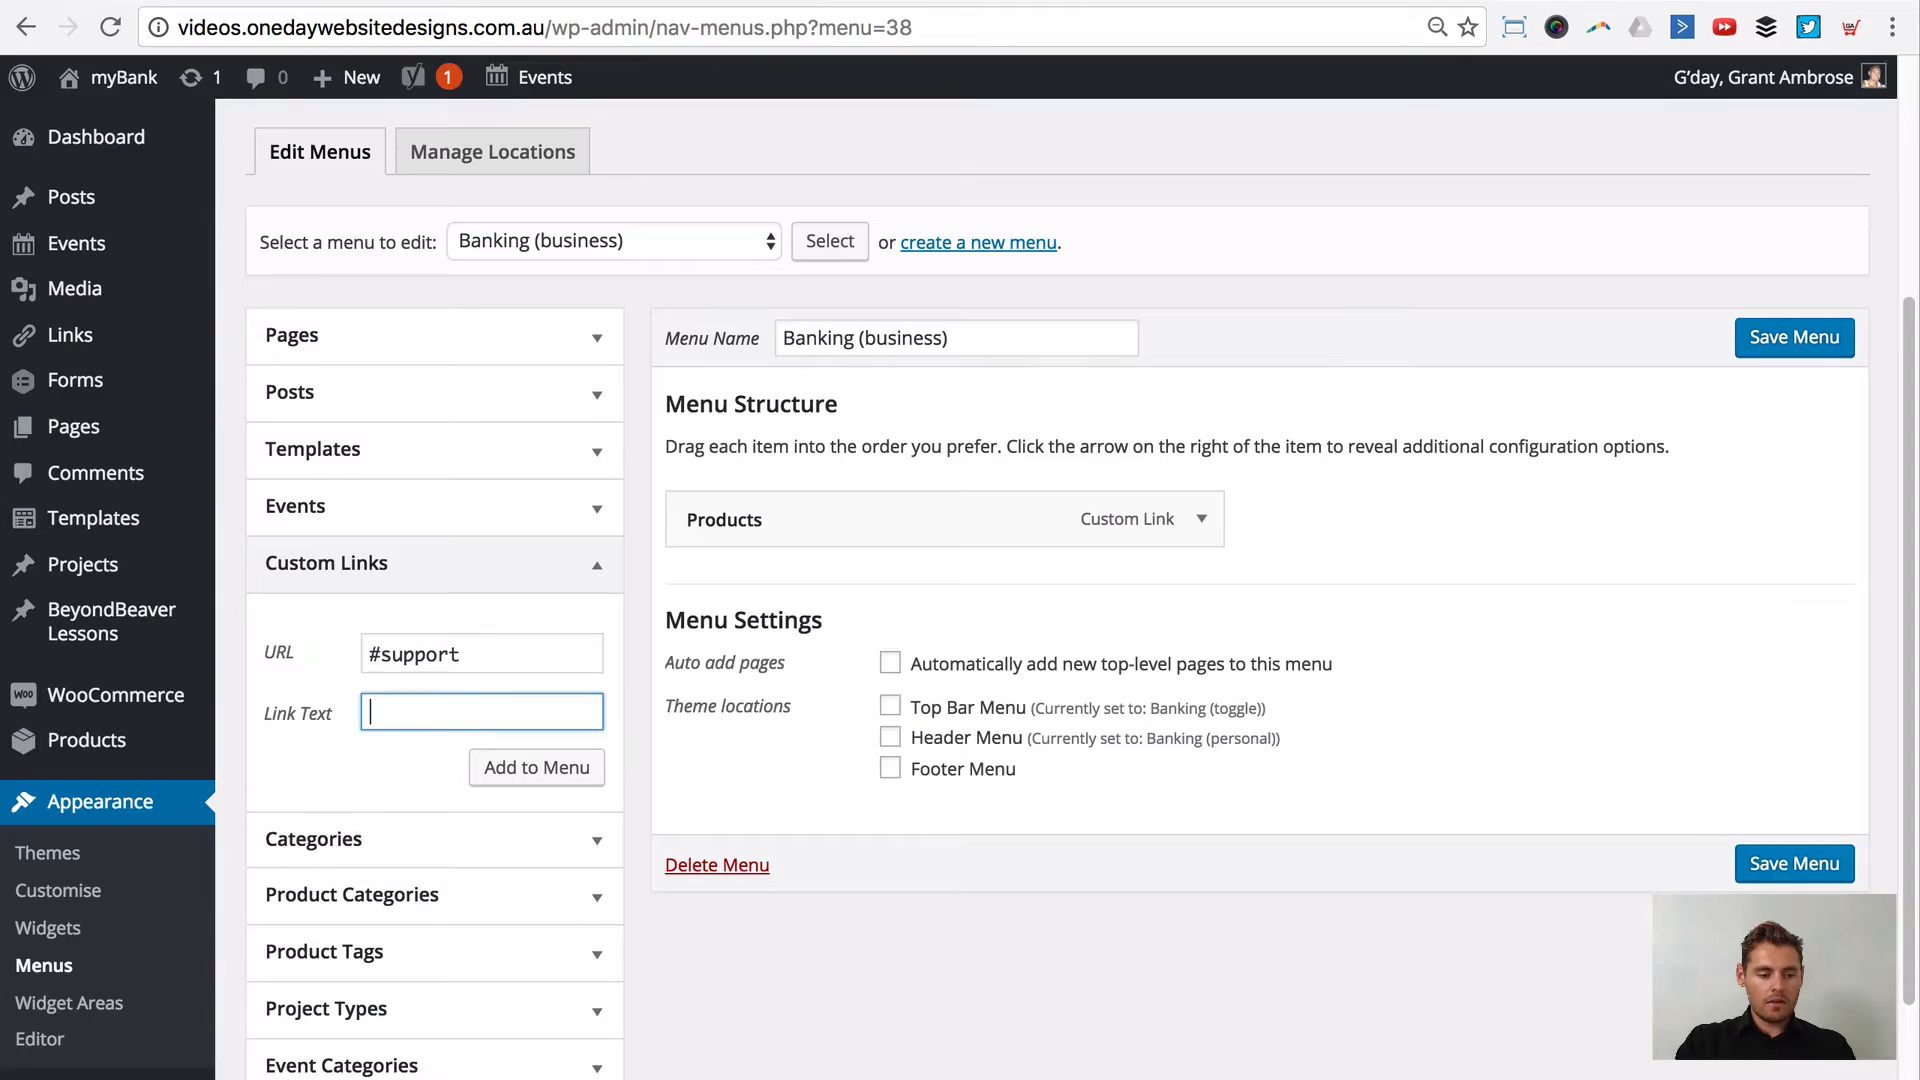 videos.onedaywebsitedesigns.com.au/wp-admin/nav-menus.php?menu=38
myBank 1 0 New 1 Events G'day, Grant Ambrose
Dashboard
Posts
Events
Media
Links
Forms
Pages
Comments
Templates
Projects
BeyondBeaver
Lessons
WooCommerce
Products
Appearance
Themes
Customise
Widgets
Menus
Widget Areas
Editor
Edit Menus Manage Locations
Select a menu to edit: Banking (business) Select or create a new menu.
Pages
Posts
Templates
Events
Custom Links
URL #support
Link Text
Add to Menu
Categories
Product Categories
Product Tags
Project Types
Event Categories
Menu Name Banking (business) Save Menu
Menu Structure
Drag each item into the order you prefer. Click the arrow on the right of the item to reveal additional configuration options.
Products Custom Link
Menu Settings
Auto add pages Automatically add new top-level pages to this menu
Theme locations Top Bar Menu (Currently set to: Banking (toggle))
Header Menu (Currently set to: Banking (personal))
Footer Menu
Delete Menu Save Menu